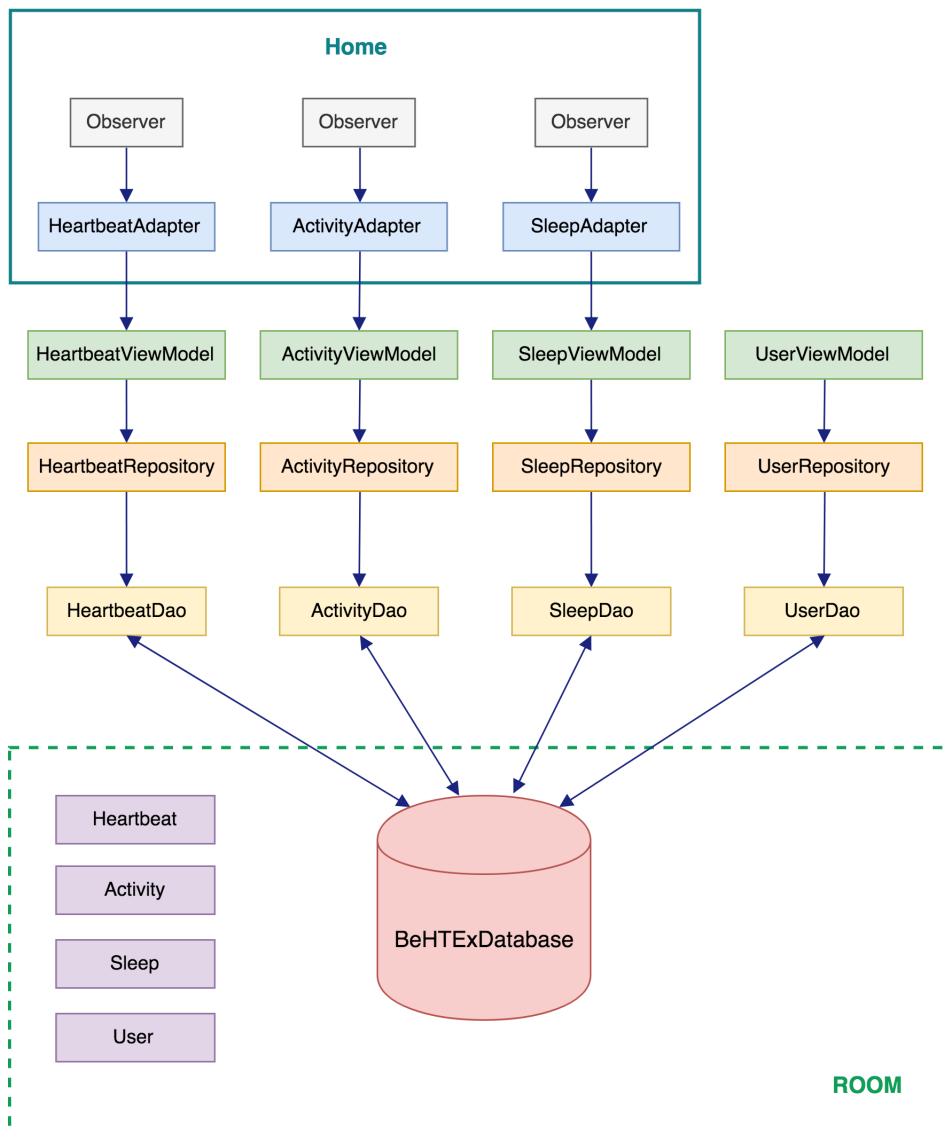 Home
Observer
Observer
Observer
HeartbeatAdapter
ActivityAdapter
SleepAdapter
HeartbeatViewModel
ActivityViewModel
SleepViewModel
UserViewModel
HeartbeatRepository
ActivityRepository
SleepRepository
UserRepository
HeartbeatDao
ActivityDao
SleepDao
UserDao
Heartbeat
Activity
Sleep
User
BeHTExDatabase
ROOM